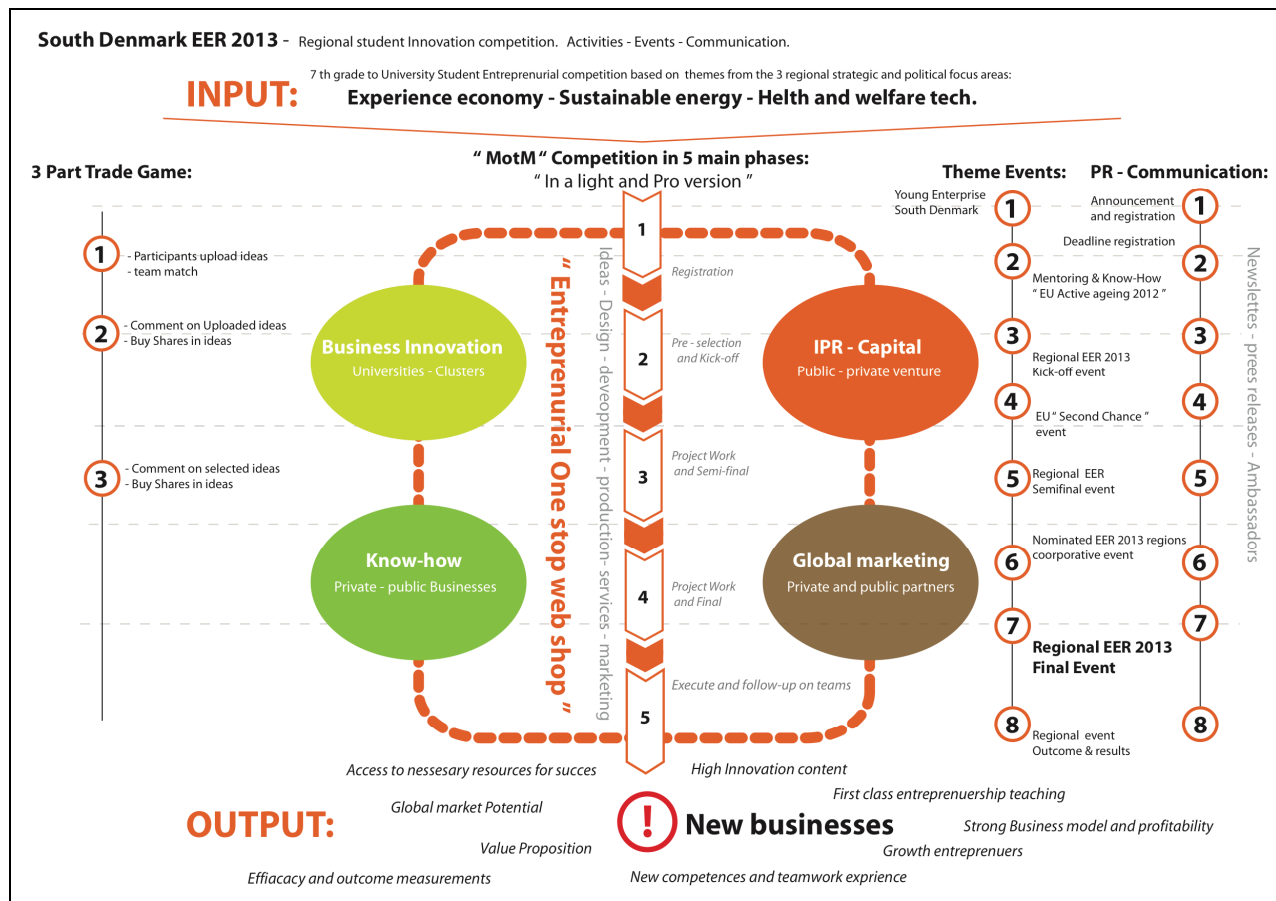 South Denmark EER 2013 - Regional student Innovation competition. Activities - Events - Communication.
7 th grade to University Student Entreprenurial competition based on themes from the 3 regional strategic and political focus areas:
INPUT: Experience economy - Sustainable energy - Helth and welfare tech.
3 Part Trade Game:
1
- Participants upload ideas
- team match
2
- Comment on Uploaded ideas
- Buy Shares in ideas
3
- Comment on selected ideas
- Buy Shares in ideas
“ MotM “ Competition in 5 main phases:
“ In a light and Pro version ”
Business Innovation
Universities - Clusters
Know-how
Private - public Businesses
“ Entreprenurial One stop web shop ”
Ideas - Design - deveopment - production- services - marketing
1
Registration
2
Pre - selection
and Kick-off
3
Project Work
and Semi-final
4
Project Work
and Final
5
Execute and follow-up on teams
IPR - Capital
Public - private venture
Global marketing
Private and public partners
Theme Events:
Young Enterprise
South Denmark
1
2
Mentoring & Know-How
“ EU Active ageing 2012 ”
3
Regional EER 2013
Kick-off event
4
EU “ Second Chance ”
event
5
Regional EER
Semifinal event
6
Nominated EER 2013 regions
coorporative event
7
Regional EER 2013
Final Event
8
Regional event
Outcome & results
PR - Communication:
Announcement
and registration
1
Deadline registration
2
3
4
5
6
7
8
Newslettes - prees releases - Ambassadors
OUTPUT:
Access to nessesary resources for succes
High Innovation content
Global market Potential
First class entreprenuership teaching
! New businesses
Strong Business model and profitability
Value Proposition
Growth entreprenuers
Effiacacy and outcome measurements
New competences and teamwork exprience